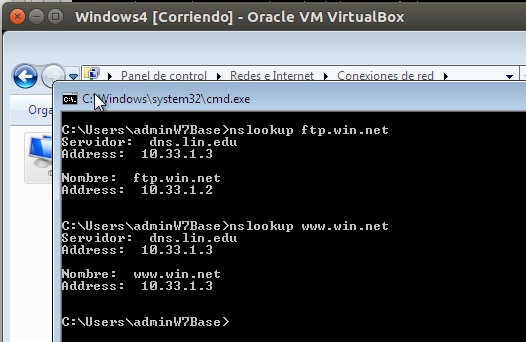 Windows4 [Corriendo] - Oracle VM VirtualBox
Panel de control Redes e Internet Conexiones de red
Orga
C:\Windows\system32\cmd.exe
C:\Users\adminW7Base>nslookup ftp.win.net
Servidor:  dns.lin.edu
Address:  10.33.1.3
Nombre:  ftp.win.net
Address:  10.33.1.2
C:\Users\adminW7Base>nslookup www.win.net
Servidor:  dns.lin.edu
Address:  10.33.1.3
Nombre:  www.win.net
Address:  10.33.1.3
C:\Users\adminW7Base>